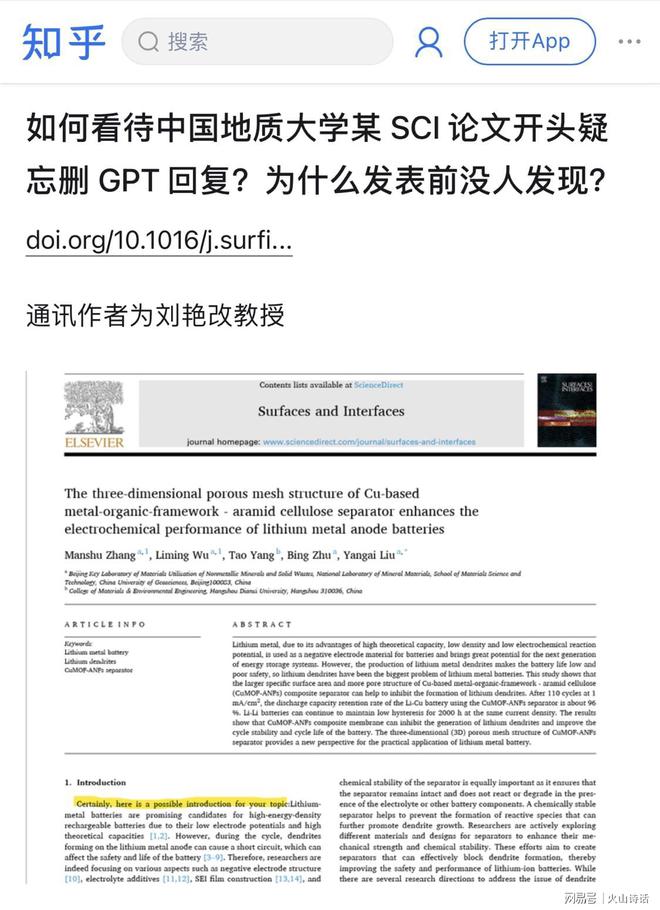 知乎
搜索
打开App
如何看待中国地质大学某 SCI 论文开头疑
忘删 GPT 回复？为什么发表前没人发现？
doi.org/10.1016/j.surfi...
通讯作者为刘艳改教授
Contents lists available at ScienceDirect
Surfaces and Interfaces
journal homepage: www.sciencedirect.com/journal/surfaces-and-interfaces
ELSEVIER
SURFACES
INTERFACES
The three-dimensional porous mesh structure of Cu-based
metal-organic-framework - aramid cellulose separator enhances the
electrochemical performance of lithium metal anode batteries
Manshu Zhang a,1, Liming Wu a,1, Tao Yang b, Bing Zhu a, Yangai Liu a,*
a Beijing Key Laboratory of Materials Utilization of Nonmetallic Minerals and Solid Wastes, National Laboratory of Mineral Materials, School of Materials Science and
Technology, China University of Geosciences, Beijing100083, China
b College of Materials & Environmental Engineering, Hangzhou Dianzi University, Hangzhou 310036, China
ARTICLE INFO
Keywords:
Lithium metal battery
Lithium dendrites
CuMOF-ANFs separator
ABSTRACT
Lithium metal, due to its advantages of high theoretical capacity, low density and low electrochemical reaction
potential, is used as a negative electrode material for batteries and brings great potential for the next generation
of energy storage systems. However, the production of lithium metal dendrites makes the battery life low and
poor safety, so lithium dendrites have been the biggest problem of lithium metal batteries. This study shows that
the larger specific surface area and more pore structure of Cu-based metal-organic-framework - aramid cellulose
(CuMOF-ANFs) composite separator can help to inhibit the formation of lithium dendrites. After 110 cycles at 1
mA/cm2, the discharge capacity retention rate of the Li-Cu battery using the CuMOF-ANFs separator is about 96
%. Li-Li batteries can continue to maintain low hysteresis for 2000 h at the same current density. The results
show that CuMOF-ANFs composite membrane can inhibit the generation of lithium dendrites and improve the
cycle stability and cycle life of the battery. The three-dimensional (3D) porous mesh structure of CuMOF-ANFs
separator provides a new perspective for the practical application of lithium metal battery.
1. Introduction
Certainly, here is a possible introduction for your topic:Lithium-
metal batteries are promising candidates for high-energy-density
rechargeable batteries due to their low electrode potentials and high
theoretical capacities [1,2]. However, during the cycle, dendrites
forming on the lithium metal anode can cause a short circuit, which can
affect the safety and life of the battery [3–9]. Therefore, researchers are
indeed focusing on various aspects such as negative electrode structure
[10], electrolyte additives [11,12], SEI film construction [13,14], and
chemical stability of the separator is equally important as it ensures that
the separator remains intact and does not react or degrade in the pres-
ence of the electrolyte or other battery components. A chemically stable
separator helps to prevent the formation of reactive species that can
further promote dendrite growth. Researchers are actively exploring
different materials and designs for separators to enhance their me-
chanical strength and chemical stability. These efforts aim to create
separators that can effectively block dendrite formation, thereby
improving the safety and performance of lithium-ion batteries. While
there are several research directions to address the issue of dendrite
网易号 | 火山诗话